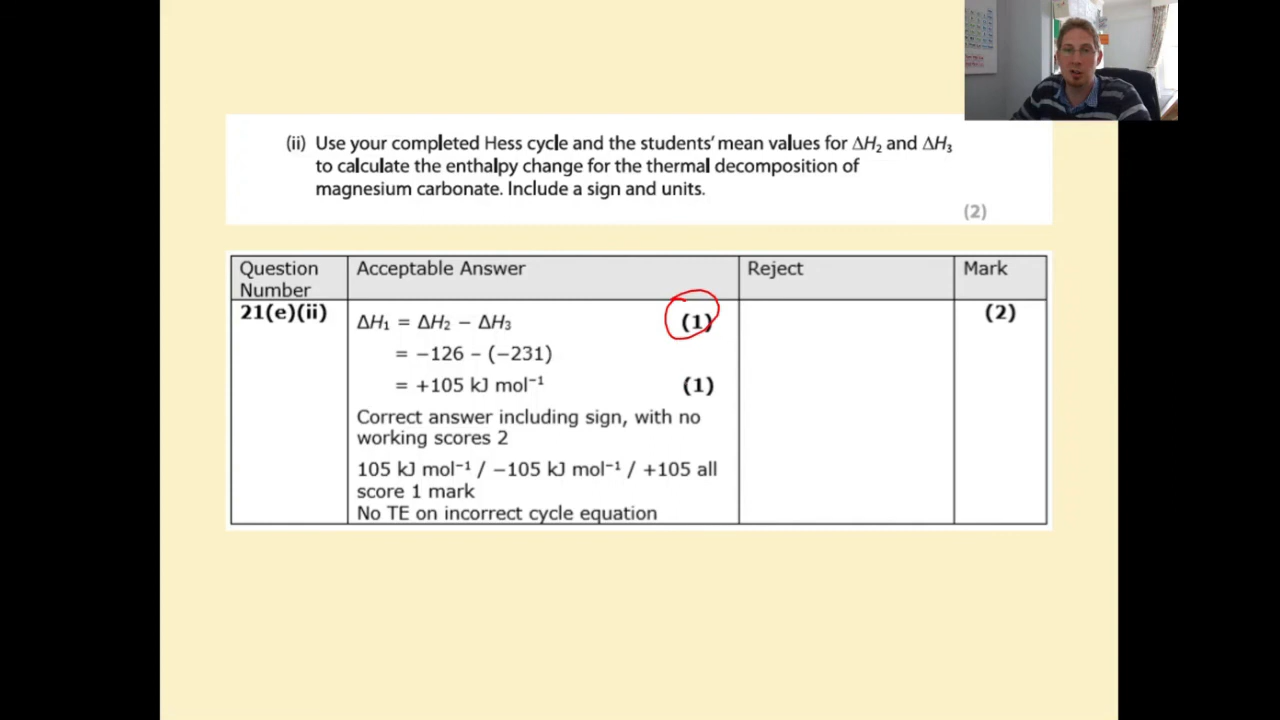 (ii) Use your completed Hess cycle and the students' mean values for ΔH₂ and ΔH₃
to calculate the enthalpy change for the thermal decomposition of
magnesium carbonate. Include a sign and units.
(2)
Question Number Acceptable Answer Reject Mark
21(e)(ii) ΔH₁ = ΔH₂ − ΔH₃ (1) (2)
= −126 − (−231)
= +105 kJ mol⁻¹ (1)
Correct answer including sign, with no
working scores 2
105 kJ mol⁻¹ / −105 kJ mol⁻¹ / +105 all
score 1 mark
No TE on incorrect cycle equation